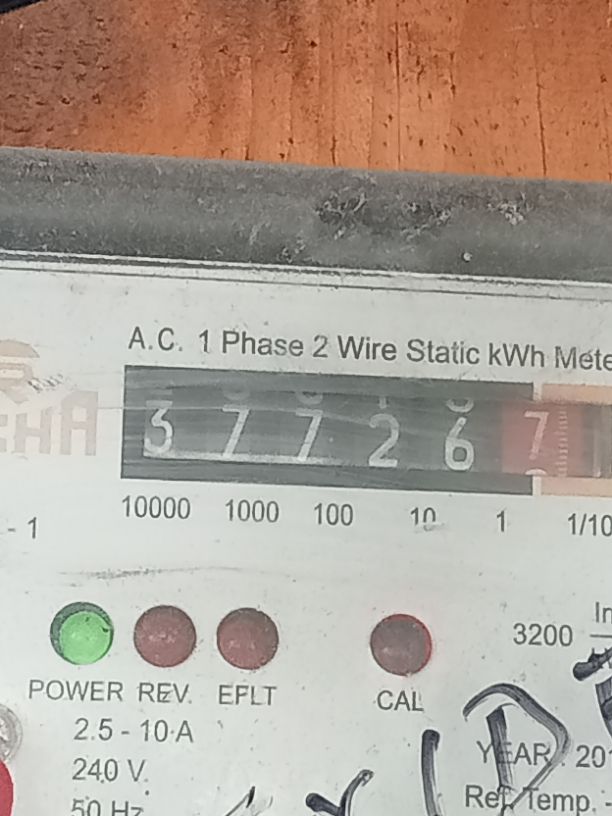 A.C. 1 Phase 2 Wire Static kWh Mete
3 7 7 2 6 7
10000 1000 100 10 1 1/10
- 1
3200
POWER REV. EFLT CAL
2.5 - 10 A
YEAR : 201
240 V.
Ref. Temp. -
50 Hz